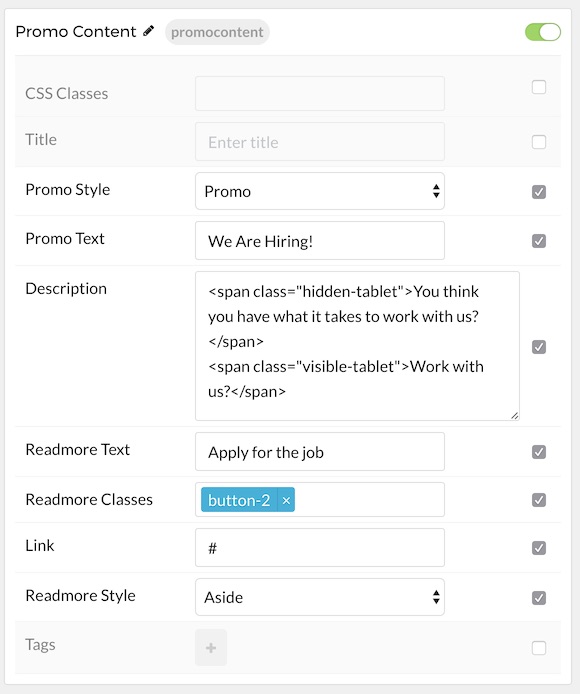 Promo Content promocontent
CSS Classes
Title Enter title
Promo Style Promo
Promo Text We Are Hiring!
Description <span class="hidden-tablet">You think
you have what it takes to work with us?
</span>
<span class="visible-tablet">Work with
us?</span>
Readmore Text Apply for the job
Readmore Classes button-2 ×
Link #
Readmore Style Aside
Tags +